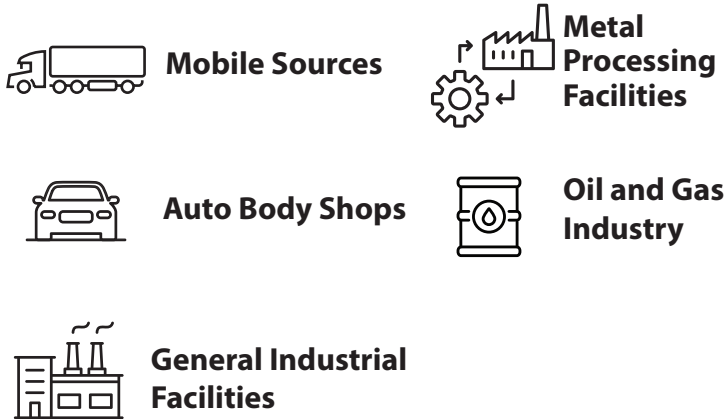 Mobile Sources
Metal
Processing
Facilities
Auto Body Shops
Oil and Gas
Industry
General Industrial
Facilities